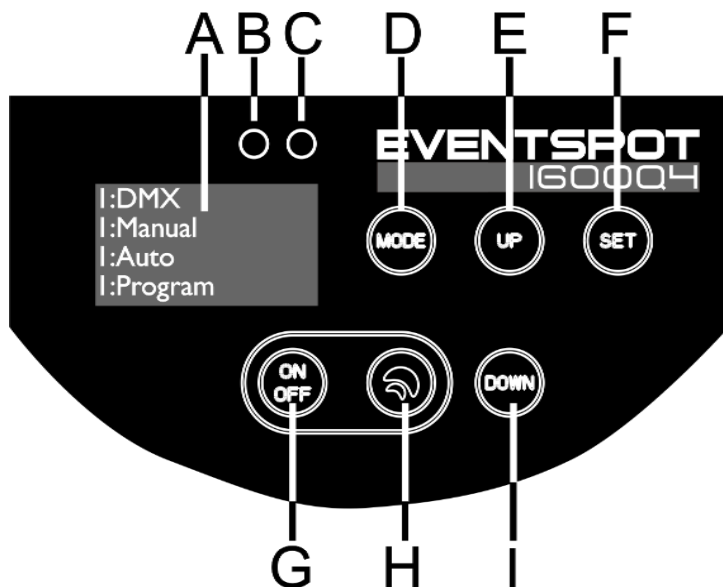 A B C D E F
EVENTSPOT
1600Q4
1:DMX
1:Manual
1:Auto
1:Program
MODE UP SET
ON
OFF
DOWN
G H I